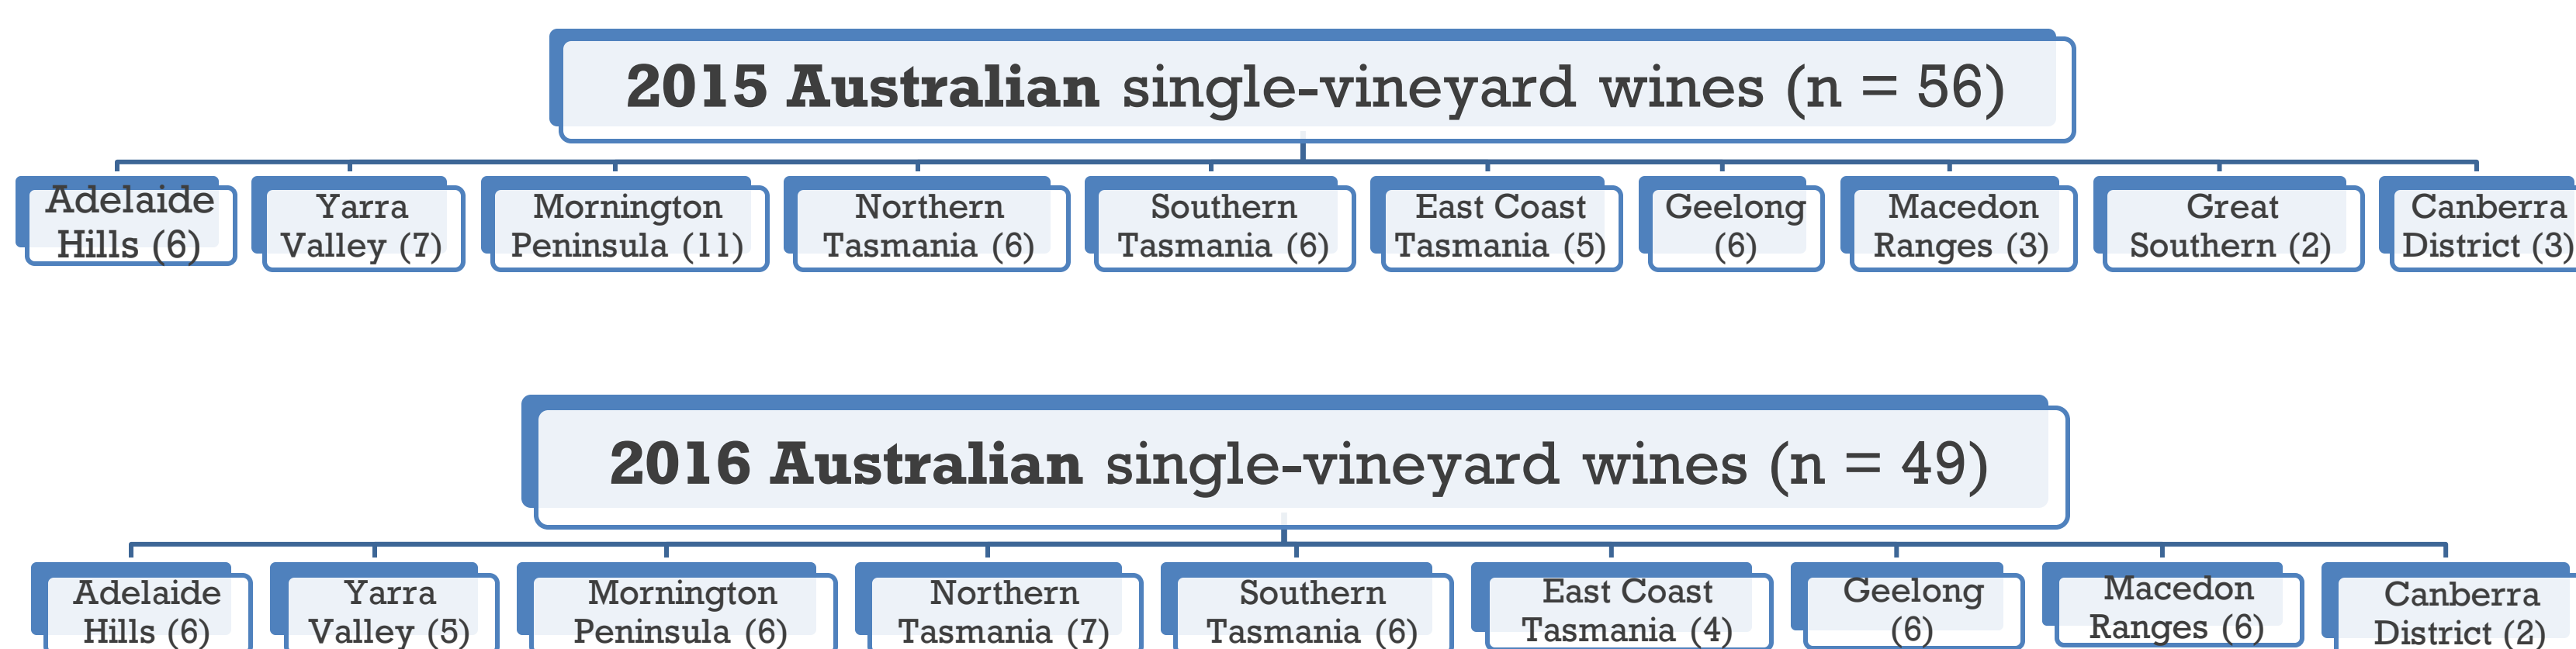 2015 Australian single-vineyard wines (n = 56)
Adelaide
Hills (6)
Yarra
Valley (7)
Mornington
Peninsula (11)
Northern
Tasmania (6)
Southern
Tasmania (6)
East Coast
Tasmania (5)
Geelong
(6)
Macedon
Ranges (3)
Great
Southern (2)
Canberra
District (3)
2016 Australian single-vineyard wines (n = 49)
Adelaide
Hills (6)
Yarra
Valley (5)
Mornington
Peninsula (6)
Northern
Tasmania (7)
Southern
Tasmania (6)
East Coast
Tasmania (4)
Geelong
(6)
Macedon
Ranges (6)
Canberra
District (2)